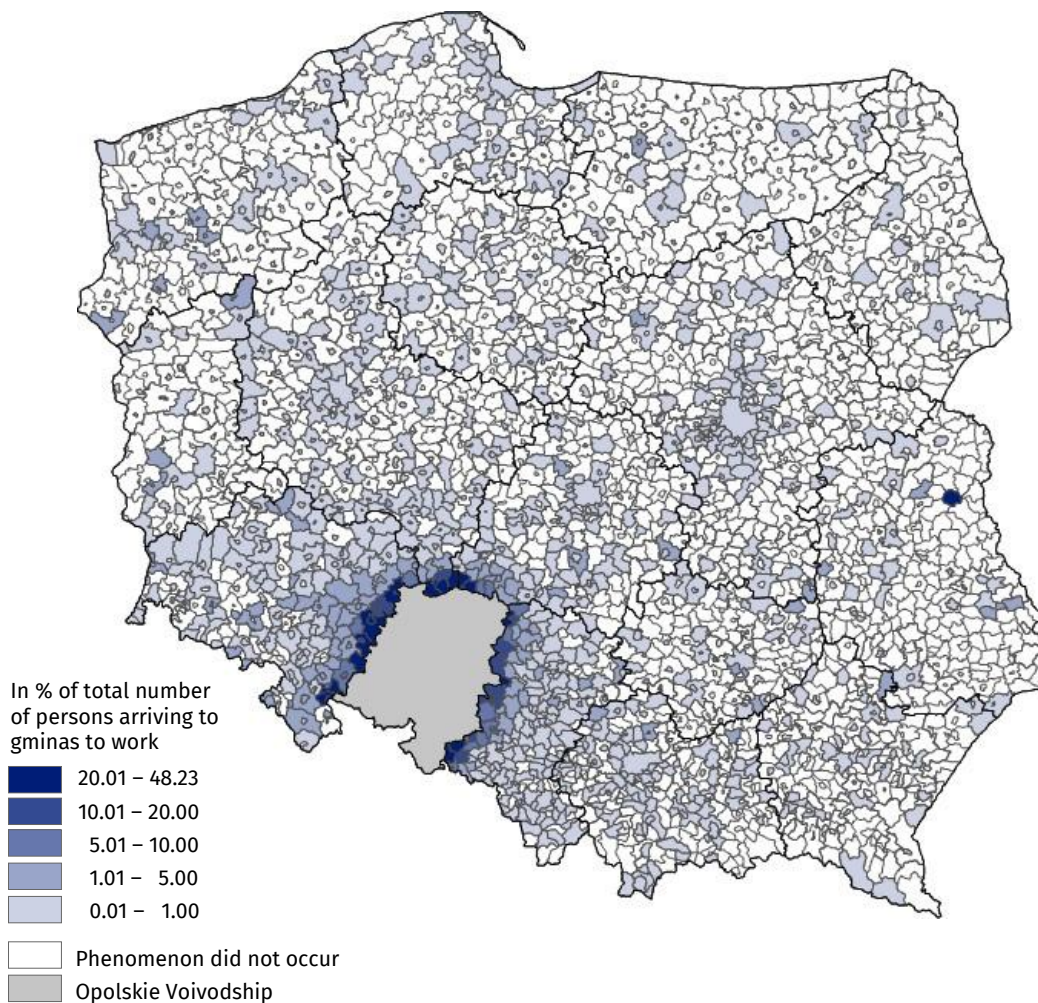 In % of total number
of persons arriving to
gminas to work
20.01 – 48.23
10.01 – 20.00
5.01 – 10.00
1.01 – 5.00
0.01 – 1.00
Phenomenon did not occur
Opolskie Voivodship